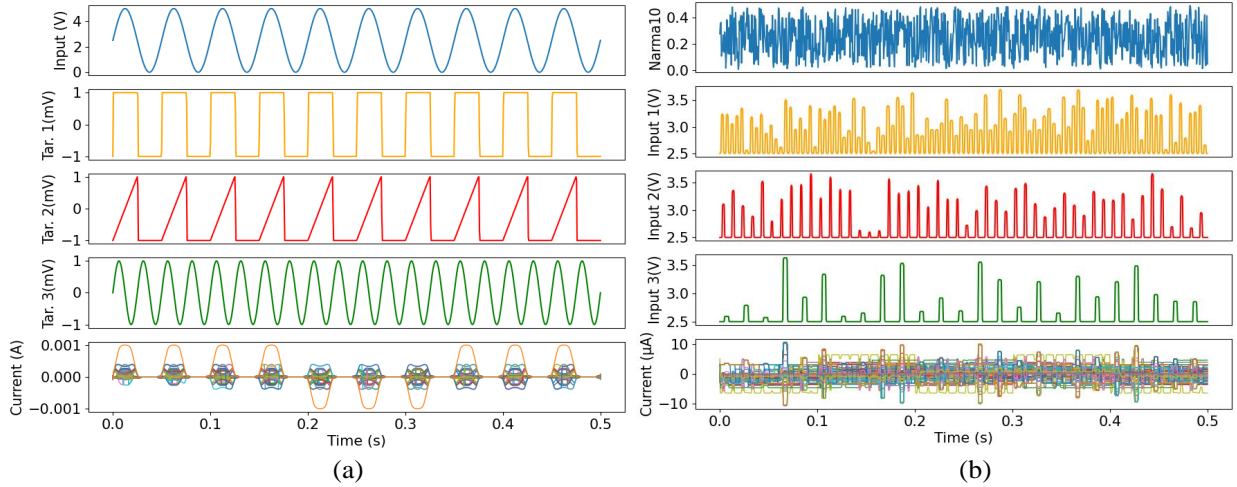 Input (V)
4
2
0
Tar. 1(mV)
1
0
−1
Tar. 2(mV)
1
0
−1
Tar. 3(mV)
1
0
−1
Current (A)
0.001
0.000
−0.001
0.0 0.1 0.2 0.3 0.4 0.5
Time (s)
(a)
Narma10
0.4
0.2
0.0
Input 1(V)
3.5
3.0
2.5
Input 2(V)
3.5
3.0
2.5
Input 3(V)
3.5
3.0
2.5
Current (μA)
10
0
−10
0.0 0.1 0.2 0.3 0.4 0.5
Time (s)
(b)